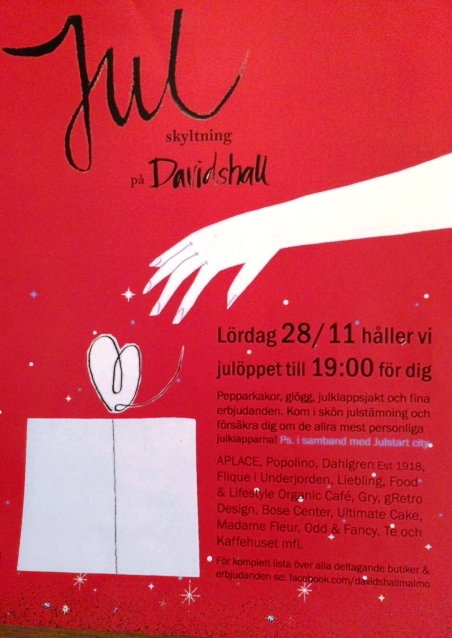 Jul
skyltning
på Davidshall
Lördag 28/11 håller vi
julöppet till 19:00 för dig
Pepparkakor, glögg, julklappsjakt och fina
erbjudanden. Kom i skön julstämning och
försäkra dig om de allra mest personliga
julklapparna! Ps. i samband med Julstart city.
APLACE, Popolino, Dahlgren Est 1918,
Flique i Underjorden, Liebling, Food
& Lifestyle Organic Café, Gry, gRetro
Design, Bose Center, Ultimate Cake,
Madame Fleur, Odd & Fancy, Te och
Kaffehuset mfl.
För komplett lista över alla deltagande butiker &
erbjudanden se: facebook.com/davidshallmalmo